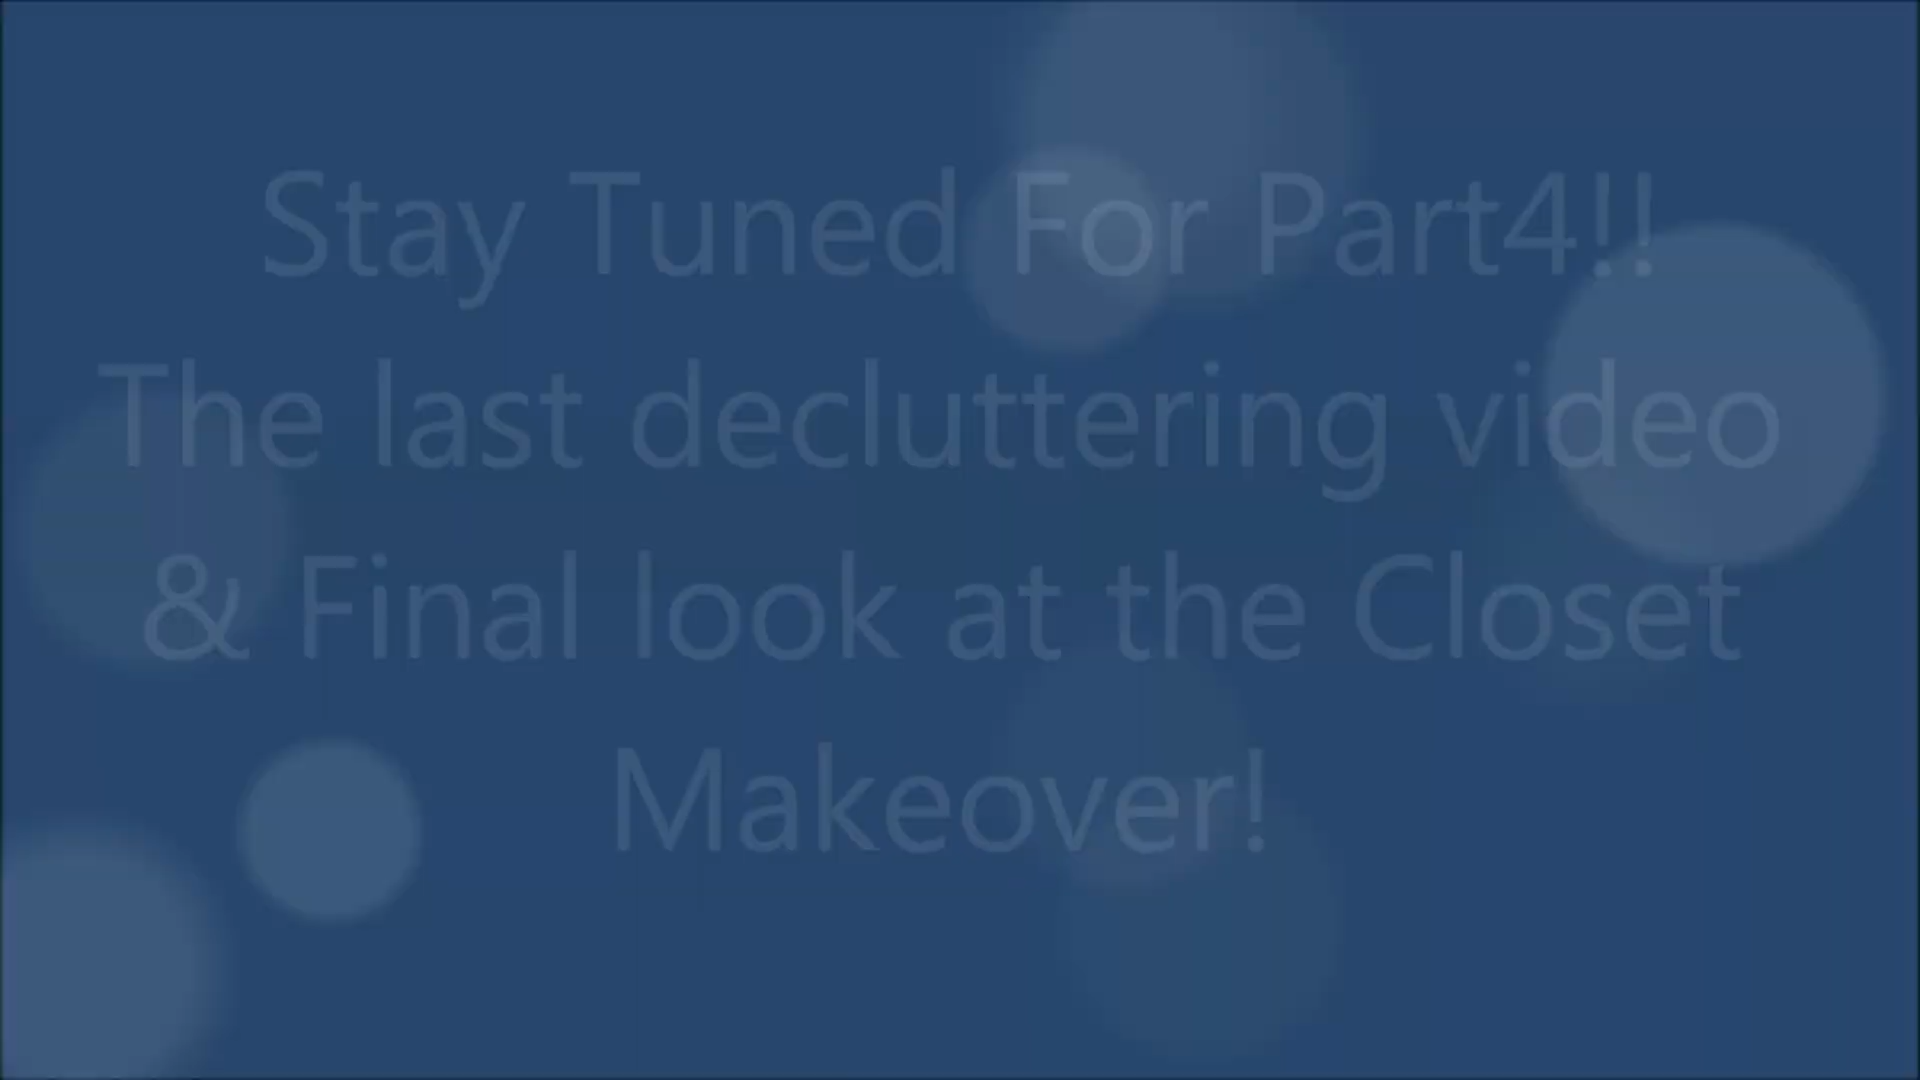 Stay Tuned For Part4!!
The last decluttering video
& Final look at the Closet
Makeover!